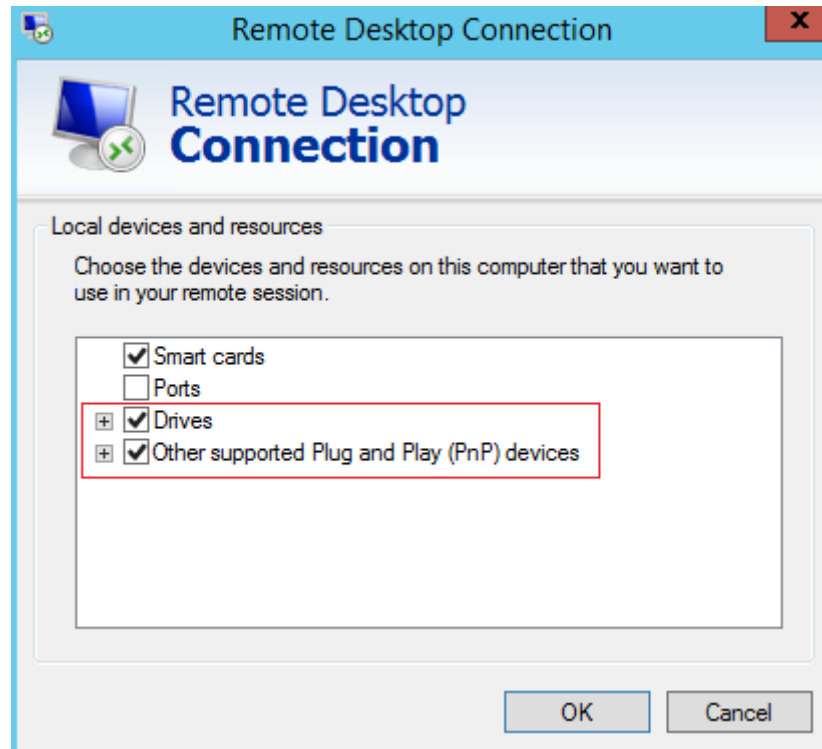 Remote Desktop Connection
Remote Desktop
Connection
Local devices and resources
Choose the devices and resources on this computer that you want to
use in your remote session.
Smart cards
Ports
Drives
Other supported Plug and Play (PnP) devices
OK
Cancel